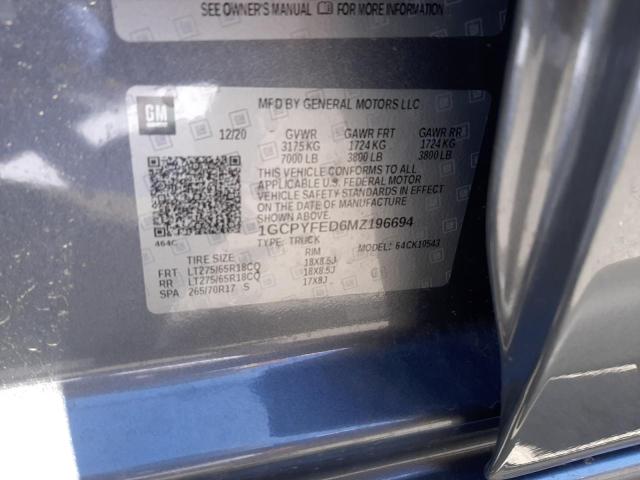 SEE OWNER'S MANUAL FOR MORE INFORMATION
GM
MFD BY GENERAL MOTORS LLC
12/20 GVWR GAWR FRT GAWR RR
3175 KG 1724 KG 1724 KG
7000 LB 3800 LB 3800 LB
THIS VEHICLE CONFORMS TO ALL
APPLICABLE U.S. FEDERAL MOTOR
VEHICLE SAFETY STANDARDS IN EFFECT
ON THE DATE OF MANUFACTURE
SHOWN ABOVE.
1GCPYFED6MZ196694
464C
TYPE: TRUCK MODEL: 64CK10543
TIRE SIZE RIM
FRT LT275/65R18CQ 18X8.5J
RR LT275/65R18CQ 18X8.5J
SPA 265/70R17 S 17X8J